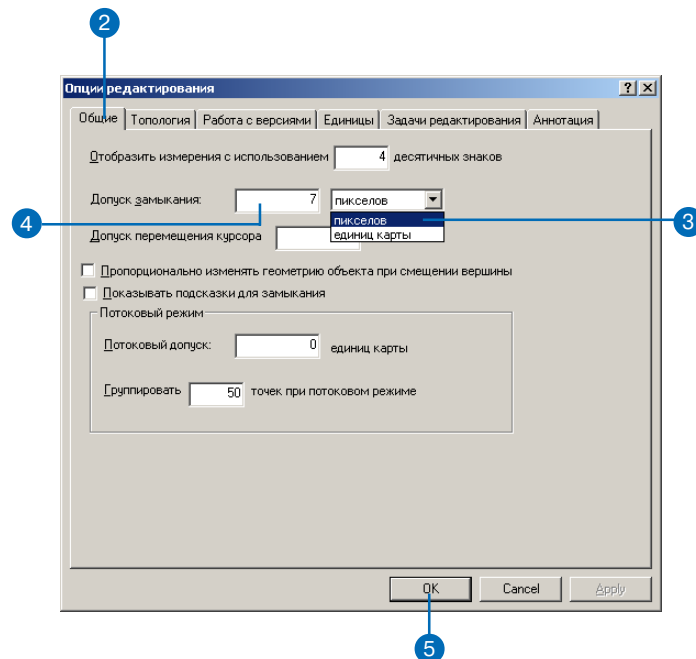 2
Опции редактирования
Общие Топология Работа с версиями Единицы Задачи редактирования Аннотация
Отобразить измерения с использованием 4 десятичных знаков
Допуск замыкания: 7 пикселов
4
пикселов
3
единиц карты
Допуск перемещения курсора
Пропорционально изменять геометрию объекта при смещении вершины
Показывать подсказки для замыкания
Потоковый режим
Потоковый допуск: 0 единиц карты
Группировать 50 точек при потоковом режиме
OK Cancel Apply
5